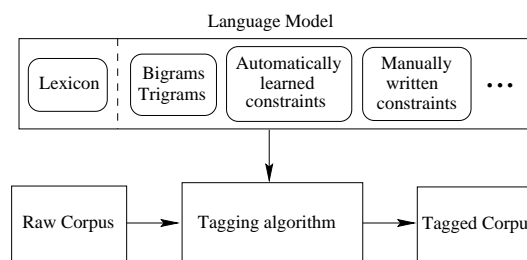 Language Model
Lexicon
Bigrams
Trigrams
Automatically
learned
constraints
Manually
written
constraints
...
Raw Corpus
Tagging algorithm
Tagged Corpu